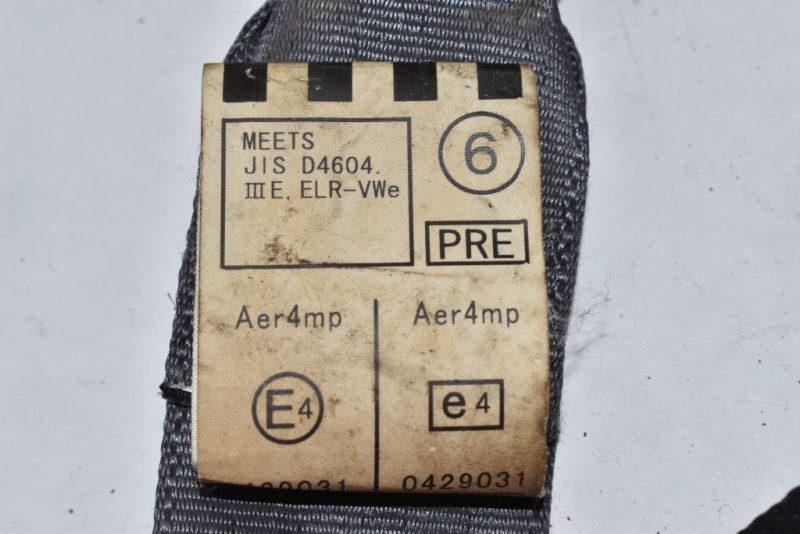 MEETS
JIS D4604.
ⅢE, ELR-VWe
6
PRE
Aer4mp
Aer4mp
E4
e4
0429031